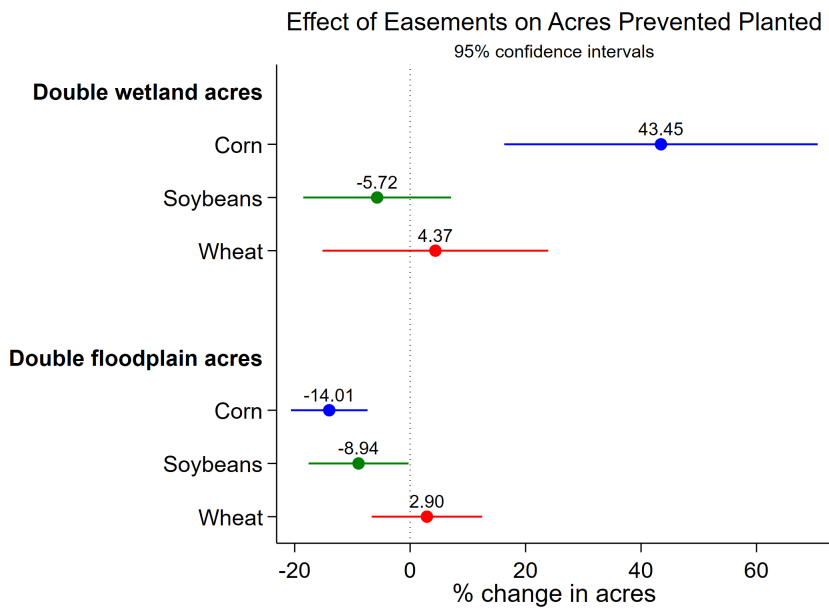 Effect of Easements on Acres Prevented Planted
95% confidence intervals
Double wetland acres
Corn
43.45
Soybeans
-5.72
Wheat
4.37
Double floodplain acres
Corn
-14.01
Soybeans
-8.94
Wheat
2.90
-20 0 20 40 60
% change in acres